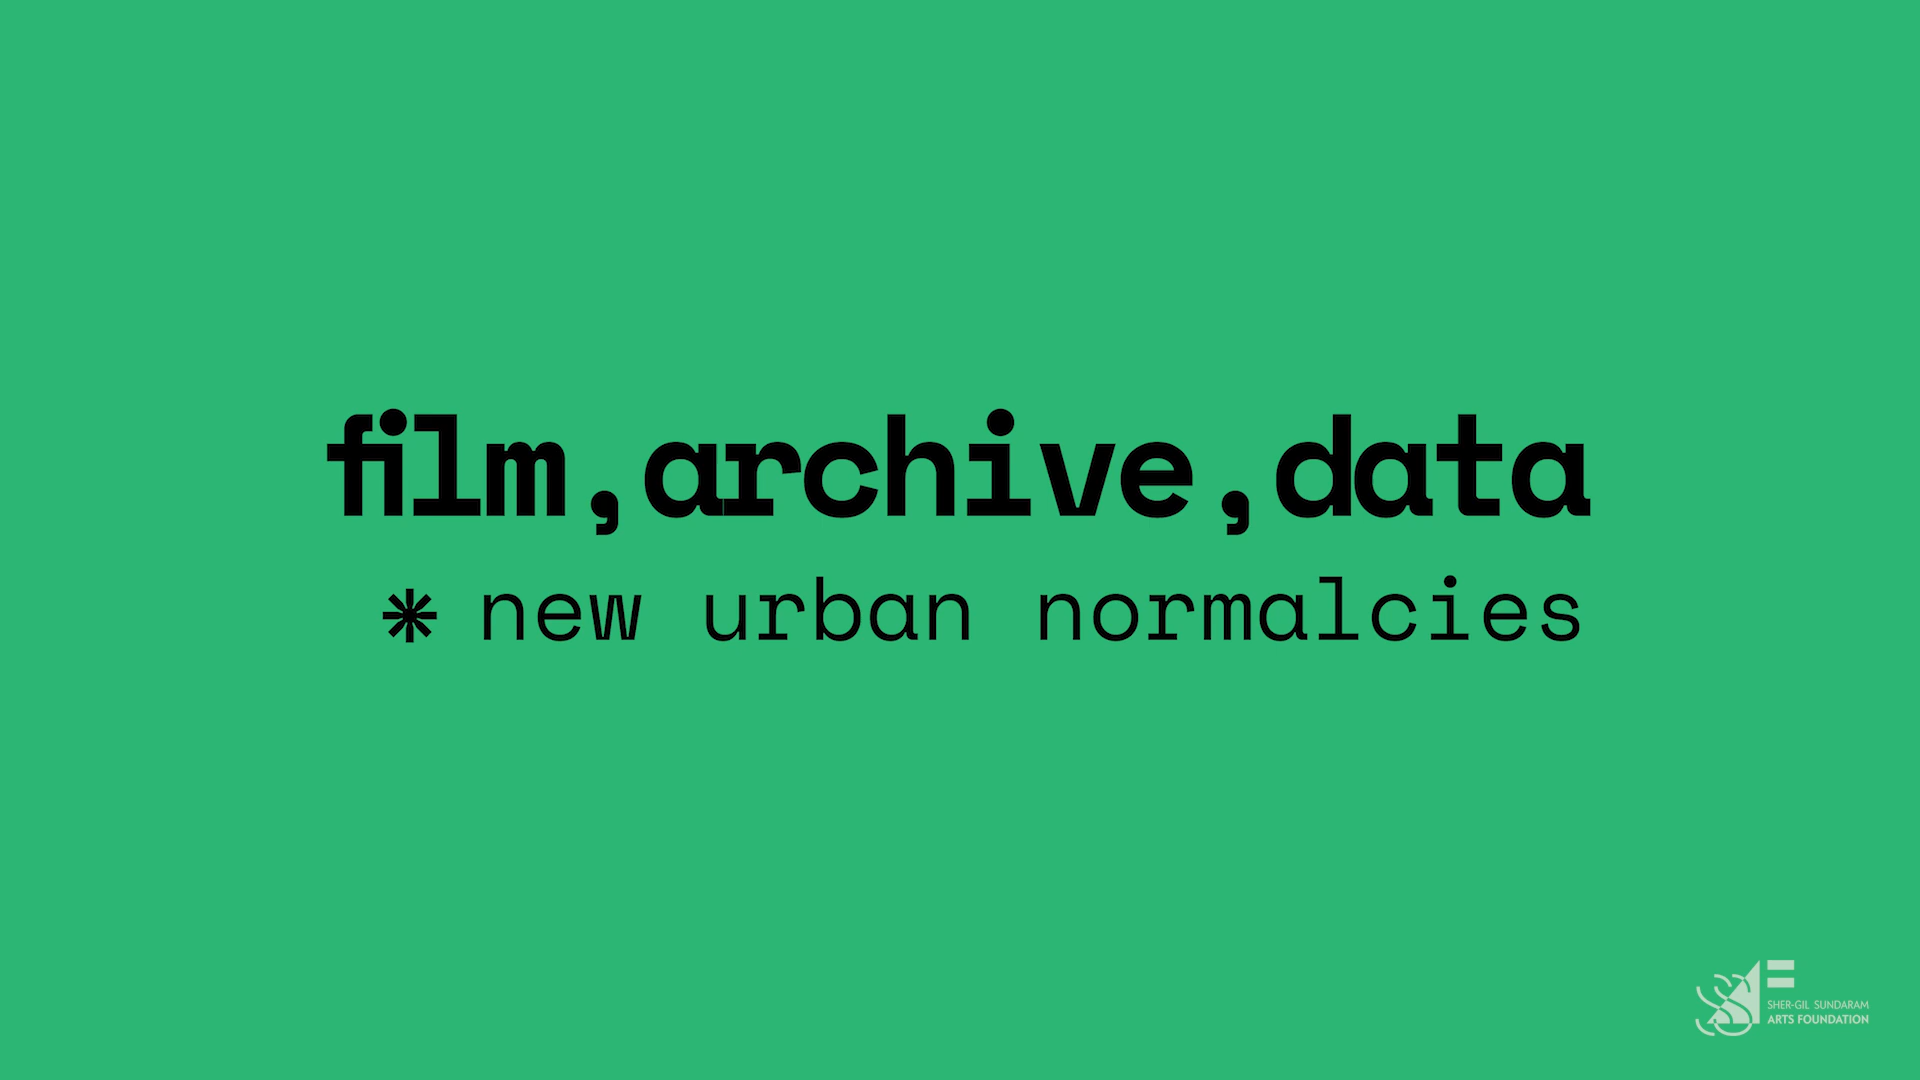 film,archive,data
* new urban normalcies
SHER-GIL SUNDARAM
ARTS FOUNDATION